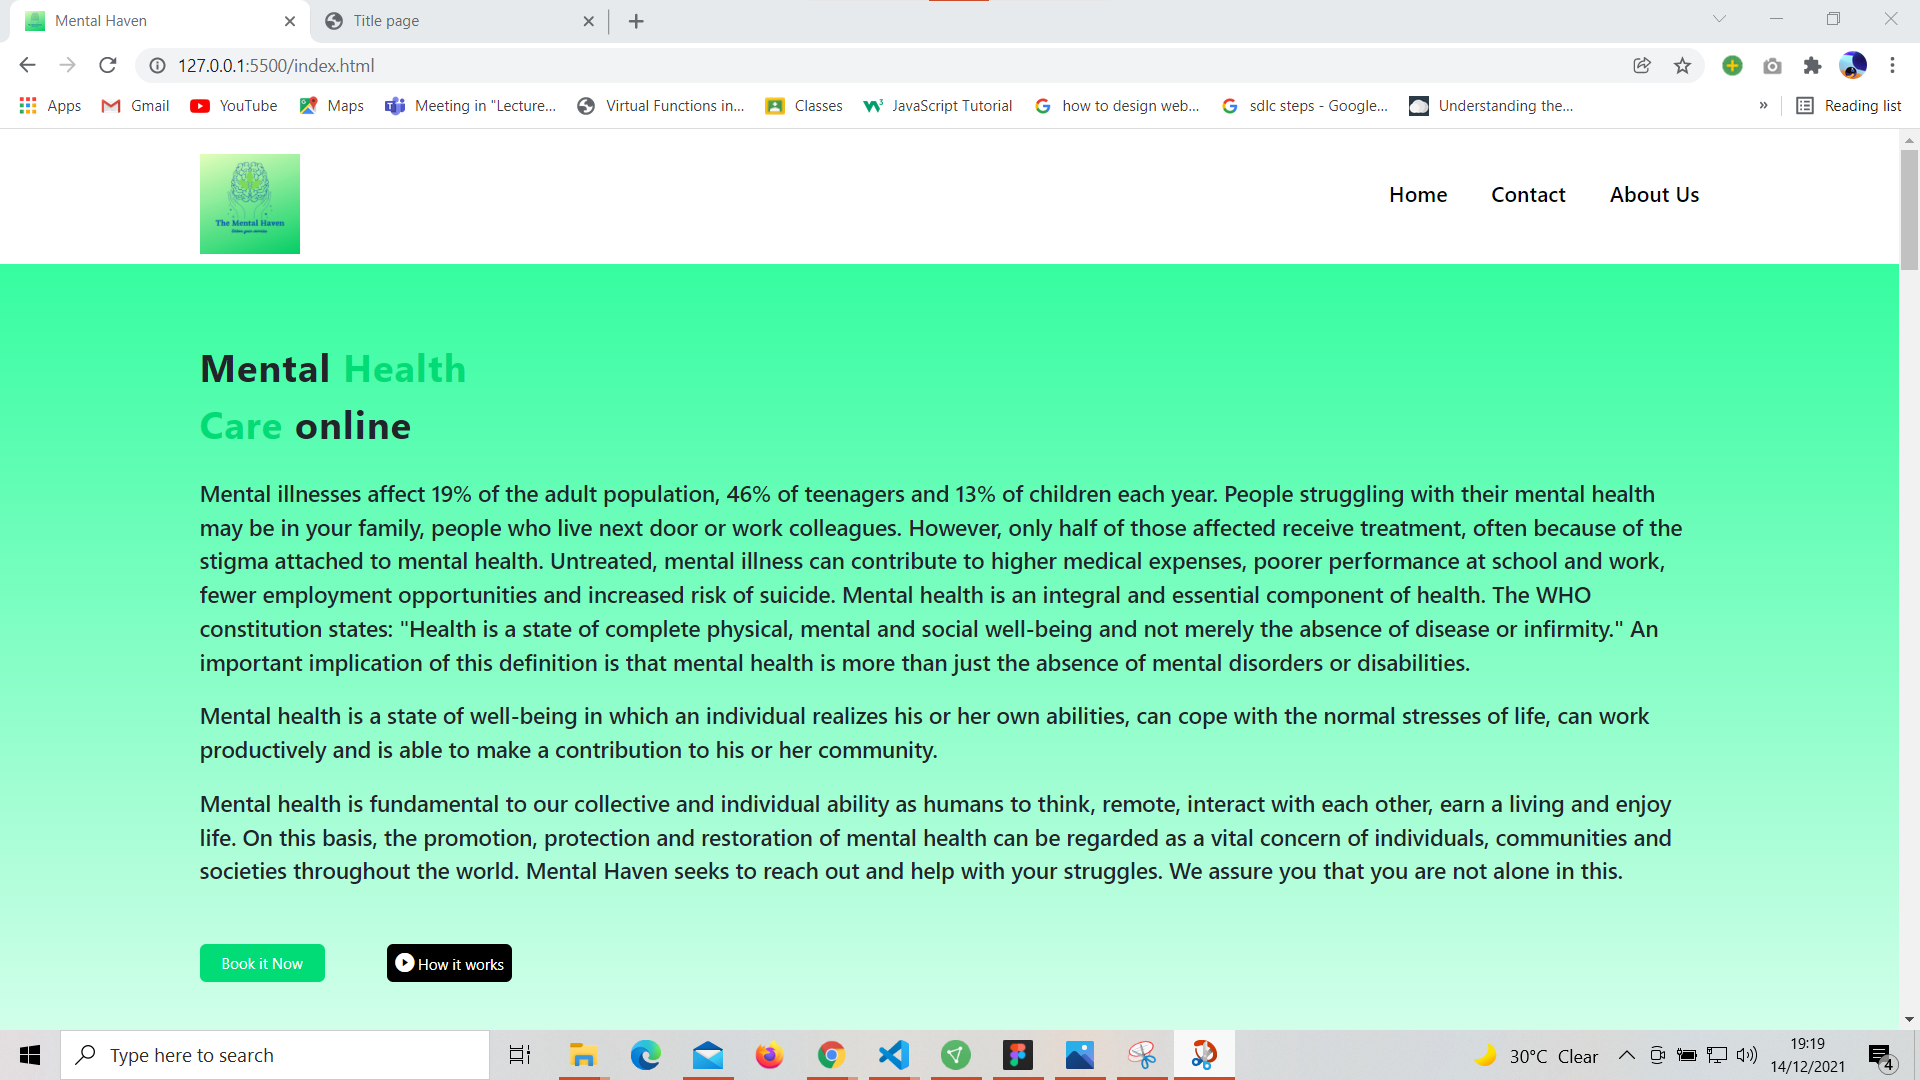 Mental Haven
Title page
127.0.0.1:5500/index.html
Apps
Gmail
YouTube
Maps
Meeting in "Lecture...
Virtual Functions in...
Classes
JavaScript Tutorial
how to design web...
sdlc steps - Google...
Understanding the...
»
Reading list
The Mental Haven
Home
Contact
About Us
Mental Health
Care online
Mental illnesses affect 19% of the adult population, 46% of teenagers and 13% of children each year. People struggling with their mental health
may be in your family, people who live next door or work colleagues. However, only half of those affected receive treatment, often because of the
stigma attached to mental health. Untreated, mental illness can contribute to higher medical expenses, poorer performance at school and work,
fewer employment opportunities and increased risk of suicide. Mental health is an integral and essential component of health. The WHO
constitution states: "Health is a state of complete physical, mental and social well-being and not merely the absence of disease or infirmity." An
important implication of this definition is that mental health is more than just the absence of mental disorders or disabilities.
Mental health is a state of well-being in which an individual realizes his or her own abilities, can cope with the normal stresses of life, can work
productively and is able to make a contribution to his or her community.
Mental health is fundamental to our collective and individual ability as humans to think, remote, interact with each other, earn a living and enjoy
life. On this basis, the promotion, protection and restoration of mental health can be regarded as a vital concern of individuals, communities and
societies throughout the world. Mental Haven seeks to reach out and help with your struggles. We assure you that you are not alone in this.
Book it Now
How it works
Type here to search
30°C Clear
19:19
14/12/2021
4